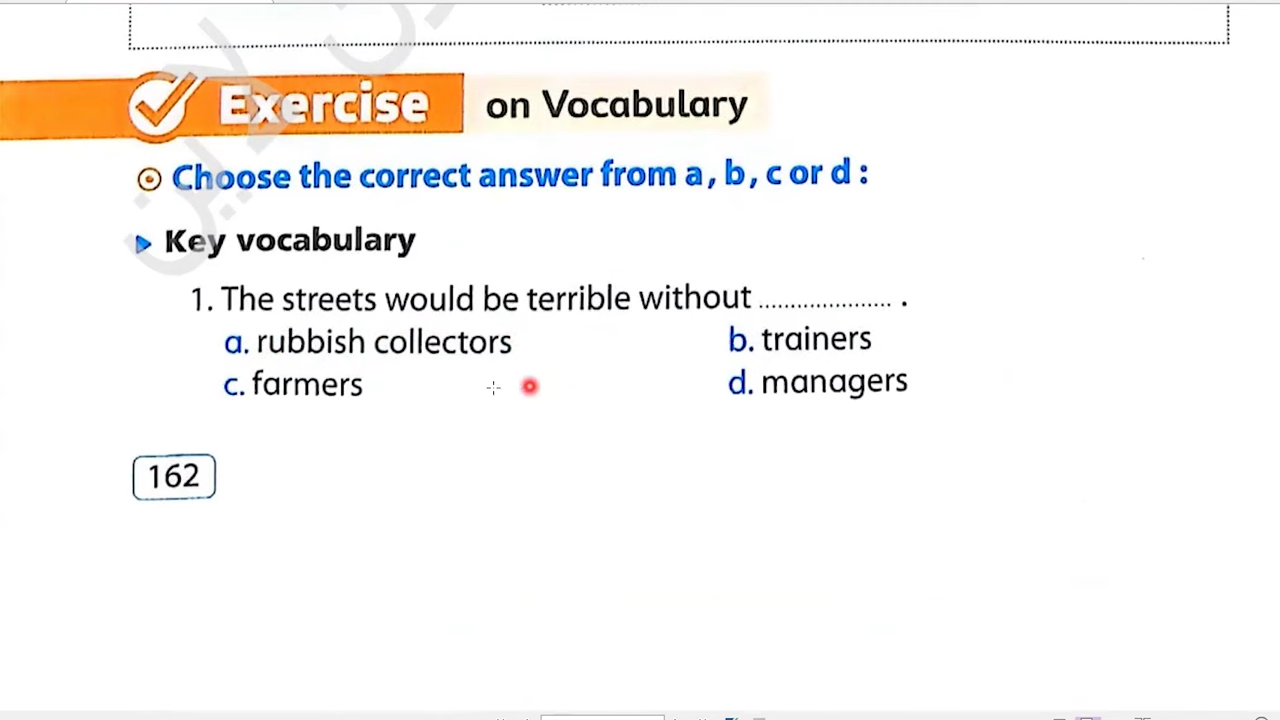 Exercise on Vocabulary
Choose the correct answer from a, b, c or d :
Key vocabulary
1. The streets would be terrible without ..................... .
a. rubbish collectors b. trainers
c. farmers d. managers
162